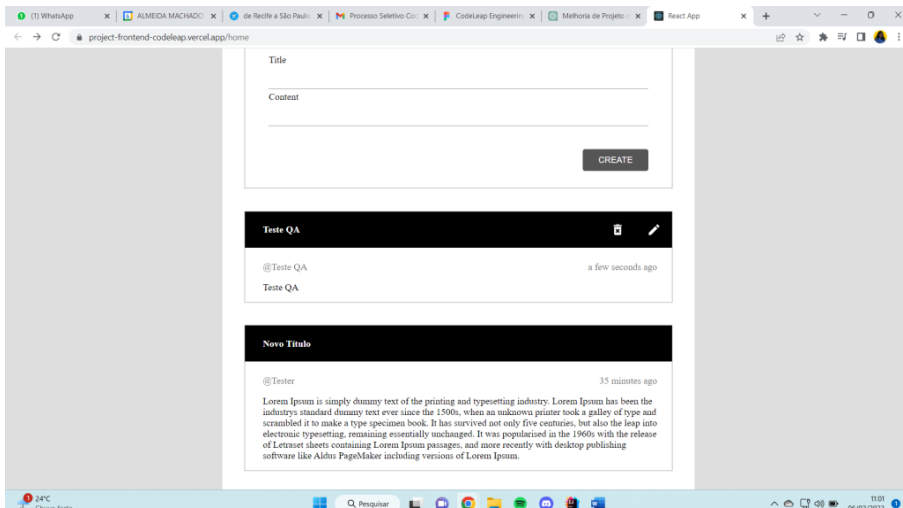 (1) WhatsApp
ALMEIDA MACHADO
de Recife a São Paulo
Processo Seletivo Coc
CodeLeap Engineering
Melhoria de Projeto
React App
project-frontend-codeleap.vercel.app/home
Title
Content
CREATE
Teste QA
@Teste QA a few seconds ago
Teste QA
Novo Título
@Tester 35 minutes ago
Lorem Ipsum is simply dummy text of the printing and typesetting industry. Lorem Ipsum has been the
industrys standard dummy text ever since the 1500s, when an unknown printer took a galley of type and
scrambled it to make a type specimen book. It has survived not only five centuries, but also the leap into
electronic typesetting, remaining essentially unchanged. It was popularised in the 1960s with the release
of Letraset sheets containing Lorem Ipsum passages, and more recently with desktop publishing
software like Aldus PageMaker including versions of Lorem Ipsum.
24°C
Pesquisar
11:01